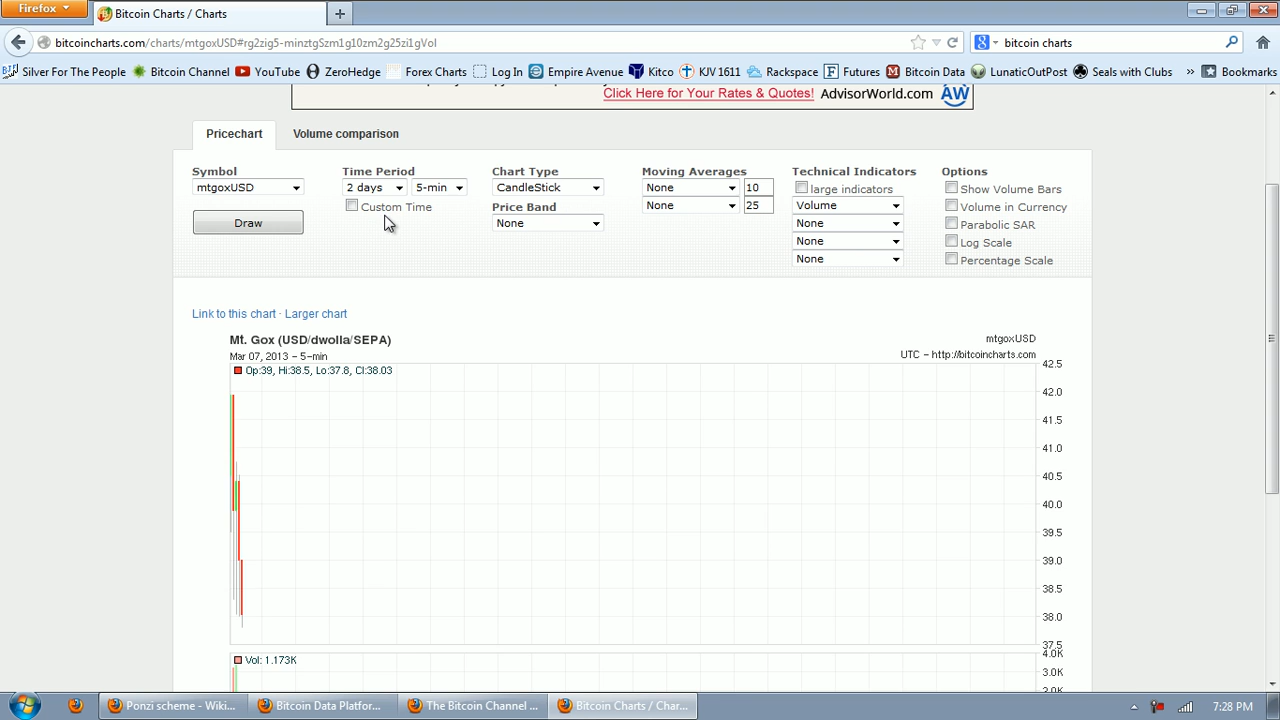 Firefox
Bitcoin Charts / Charts
bitcoincharts.com/charts/mtgoxUSD#rg2zig5-minztgSzm1g10zm2g25zi1gVol
bitcoin charts
Silver For The People Bitcoin Channel YouTube ZeroHedge Forex Charts Log In Empire Avenue Kitco KJV 1611 Rackspace Futures Bitcoin Data LunaticOutPost Seals with Clubs » Bookmarks
Click Here for Your Rates & Quotes! AdvisorWorld.com AW
Pricechart Volume comparison
Symbol Time Period Chart Type Moving Averages Technical Indicators Options
mtgoxUSD 2 days 5-min CandleStick None 10 large indicators Show Volume Bars
Custom Time Price Band None 25 Volume Volume in Currency
Draw None None Parabolic SAR
None Log Scale
None Percentage Scale
Link to this chart · Larger chart
Mt. Gox (USD/dwolla/SEPA) mtgoxUSD
Mar 07, 2013 - 5-min UTC - http://bitcoincharts.com
Op:39, Hi:38.5, Lo:37.8, Cl:38.03
42.5
42.0
41.5
41.0
40.5
40.0
39.5
39.0
38.5
38.0
37.5
Vol: 1.173K
4.0K
3.0K
2.0K
Ponzi scheme - Wiki... Bitcoin Data Platfor... The Bitcoin Channel ... Bitcoin Charts / Char... 7:28 PM